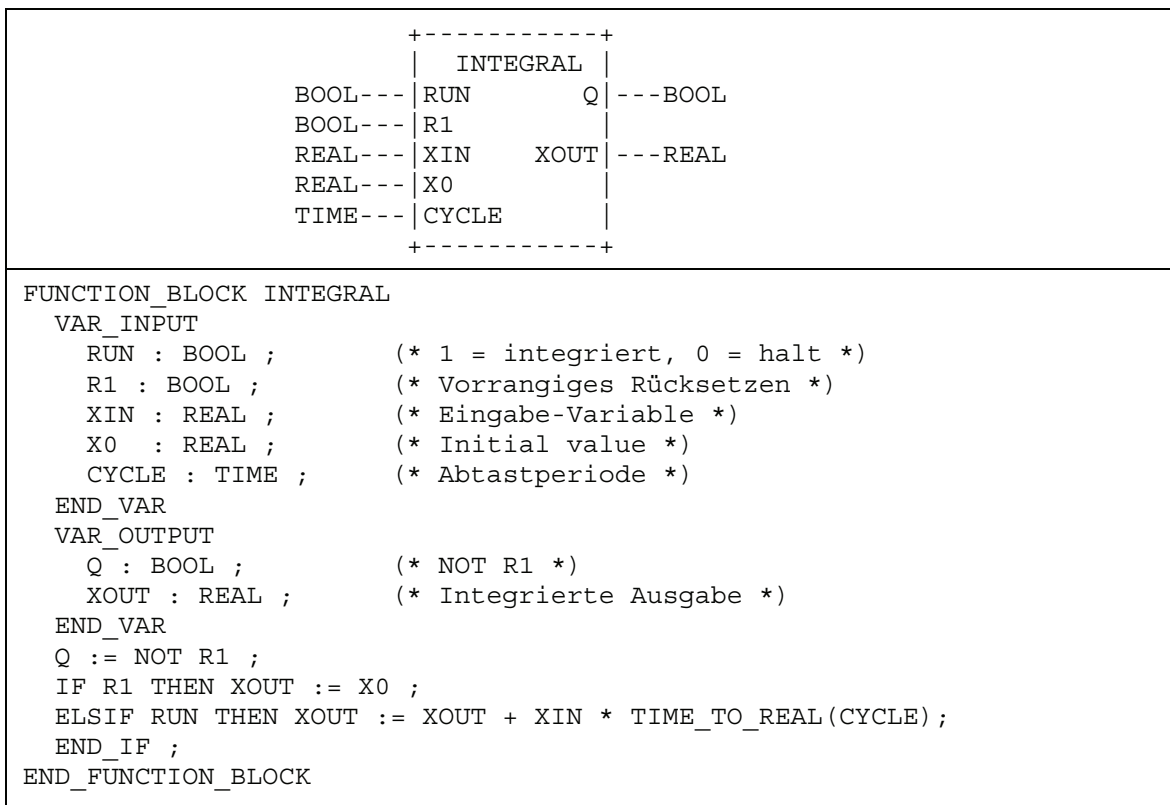 +-----------+
| INTEGRAL |
BOOL---|RUN Q|---BOOL
BOOL---|R1 |
REAL---|XIN XOUT|---REAL
REAL---|X0 |
TIME---|CYCLE |
+-----------+
FUNCTION_BLOCK INTEGRAL
VAR_INPUT
RUN : BOOL ; (* 1 = integriert, 0 = halt *)
R1 : BOOL ; (* Vorrangiges Rücksetzen *)
XIN : REAL ; (* Eingabe-Variable *)
X0 : REAL ; (* Initial value *)
CYCLE : TIME ; (* Abtastperiode *)
END_VAR
VAR_OUTPUT
Q : BOOL ; (* NOT R1 *)
XOUT : REAL ; (* Integrierte Ausgabe *)
END_VAR
Q := NOT R1 ;
IF R1 THEN XOUT := X0 ;
ELSIF RUN THEN XOUT := XOUT + XIN * TIME_TO_REAL(CYCLE);
END_IF ;
END_FUNCTION_BLOCK